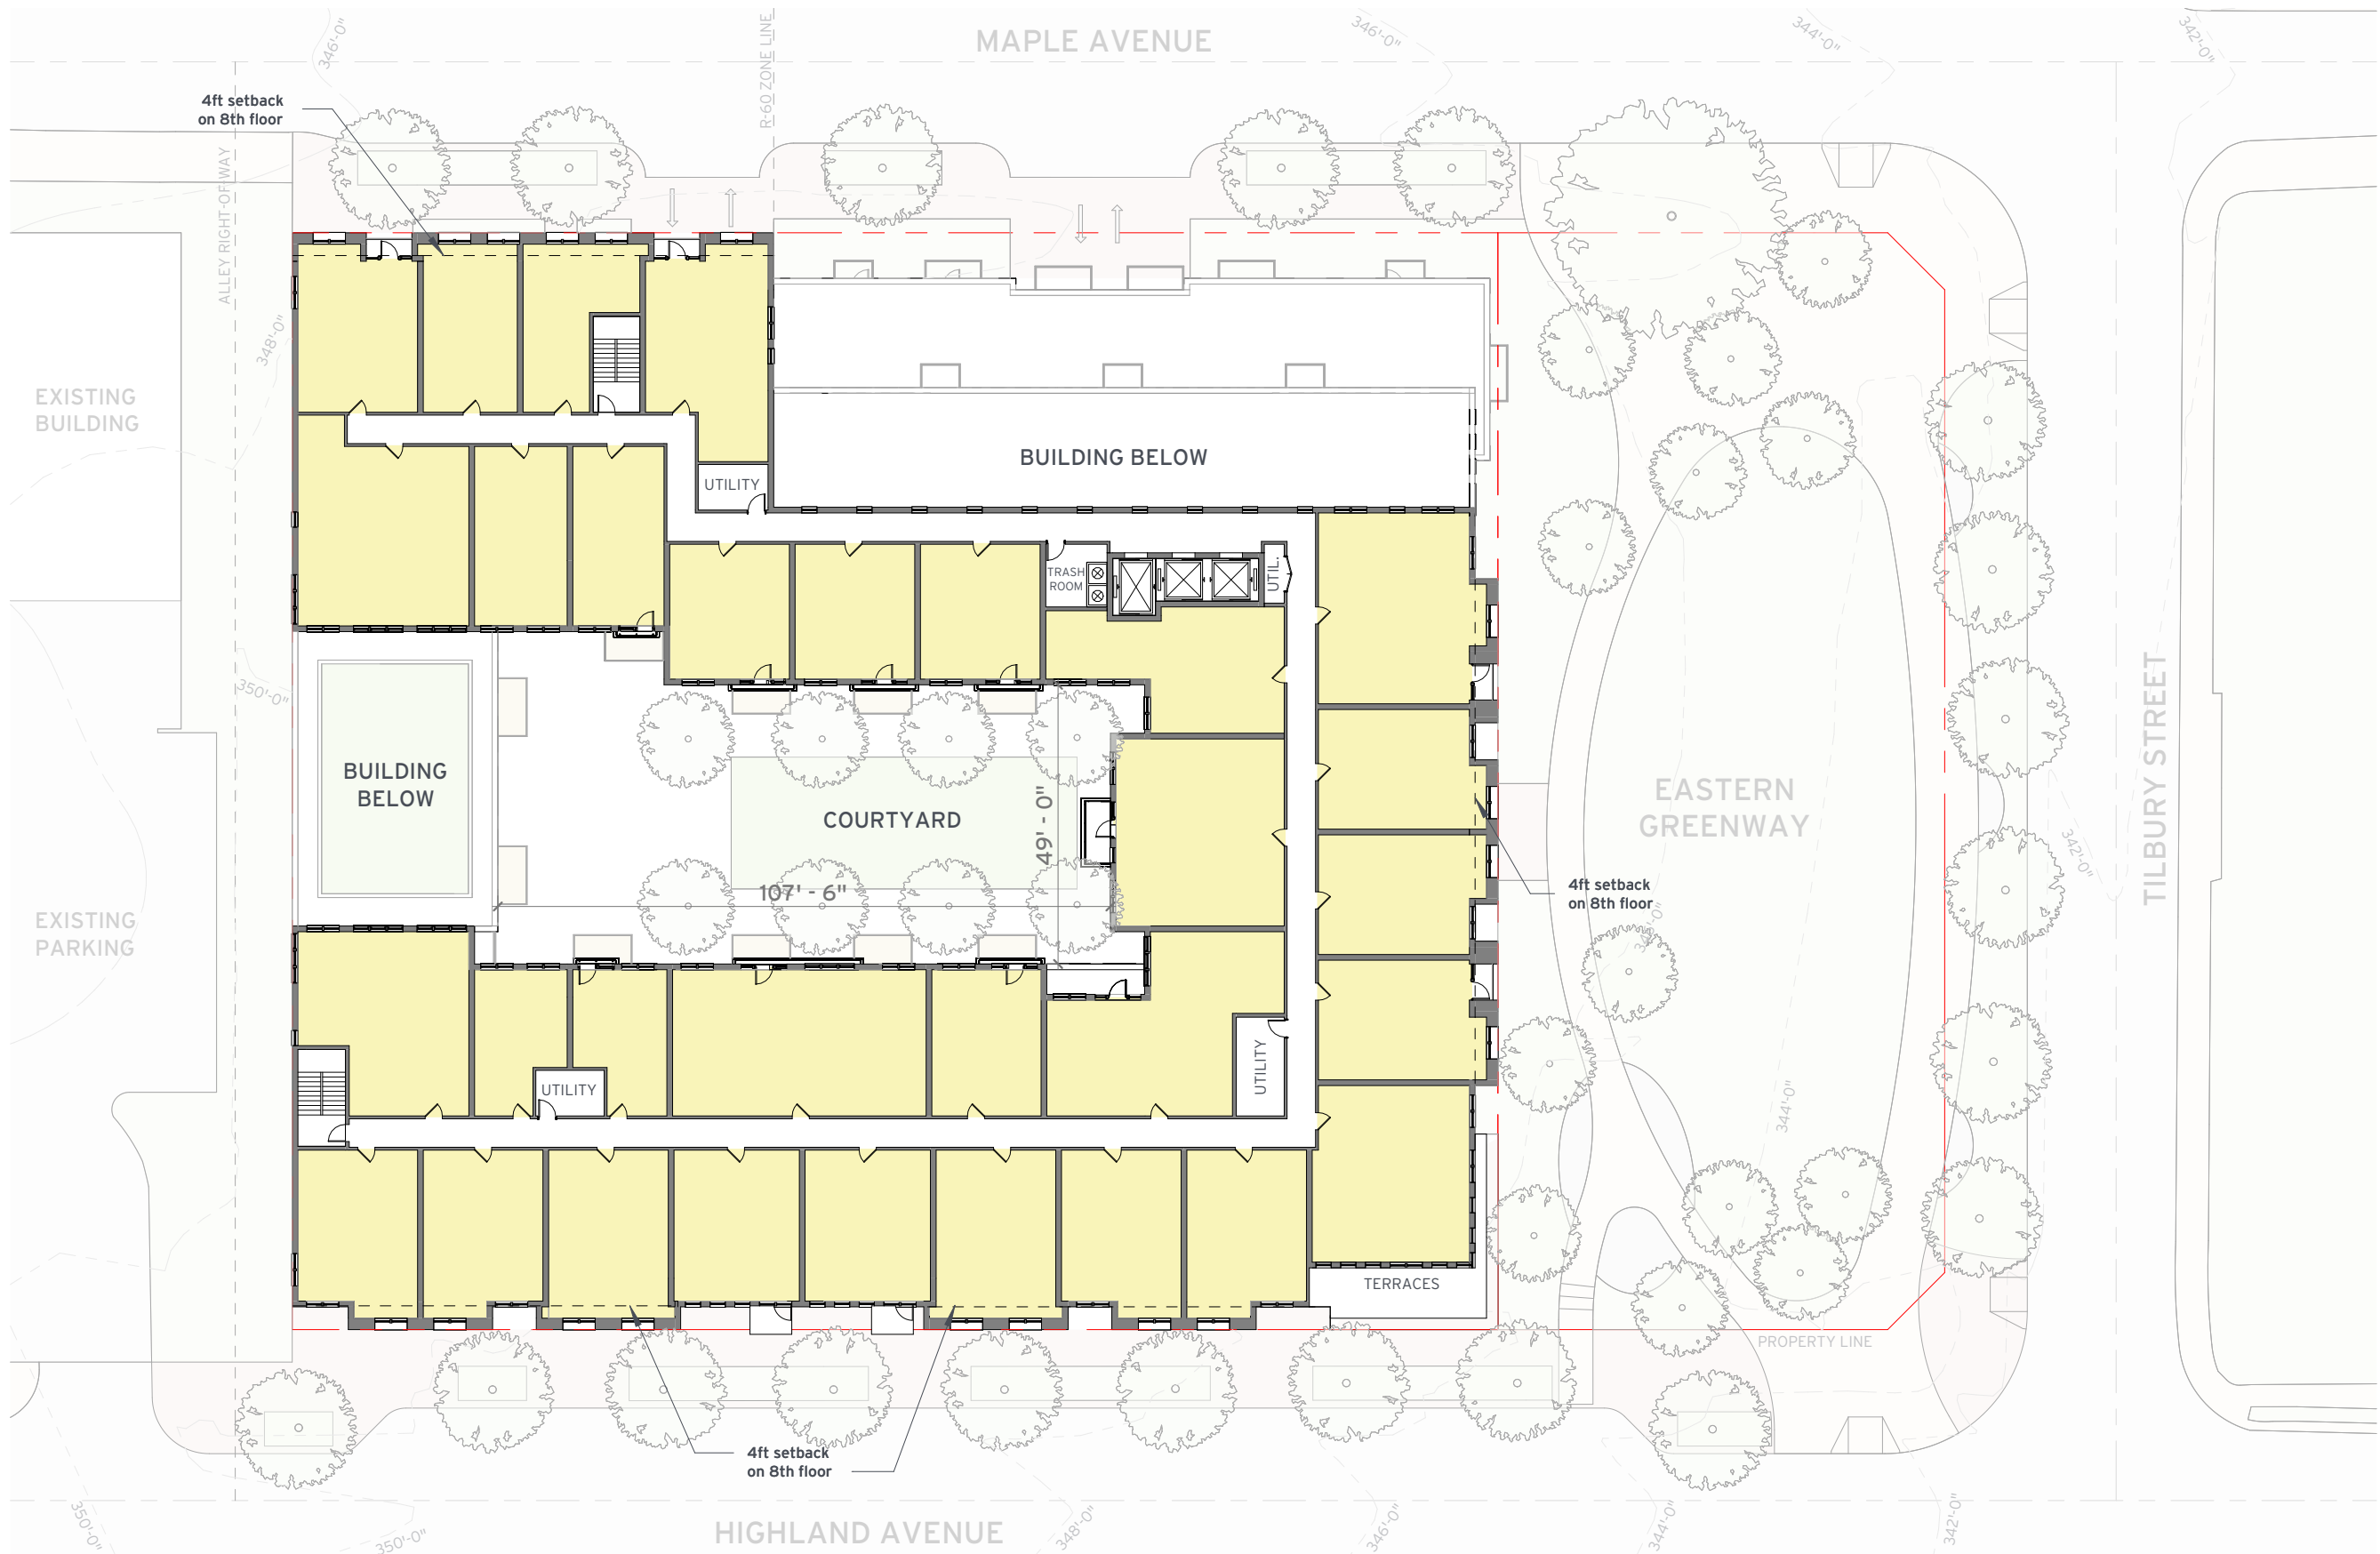 MAPLE AVENUE
346'-0"
R-60 ZONE LINE
346'-0"
344'-0"
342'-0"
4ft setback
on 8th floor
ALLEY RIGHT-OF-WAY
348'-0"
EXISTING
BUILDING
BUILDING BELOW
UTILITY
TRASH
ROOM
UTIL.
350'-0"
BUILDING
BELOW
COURTYARD
49' - 0"
107' - 6"
EASTERN
GREENWAY
TILBURY STREET
342'-0"
4ft setback
on 8th floor
EXISTING
PARKING
UTILITY
UTILITY
344'-0"
TERRACES
PROPERTY LINE
4ft setback
on 8th floor
HIGHLAND AVENUE
350'-0"
350'-0"
348'-0"
346'-0"
344'-0"
342'-0"